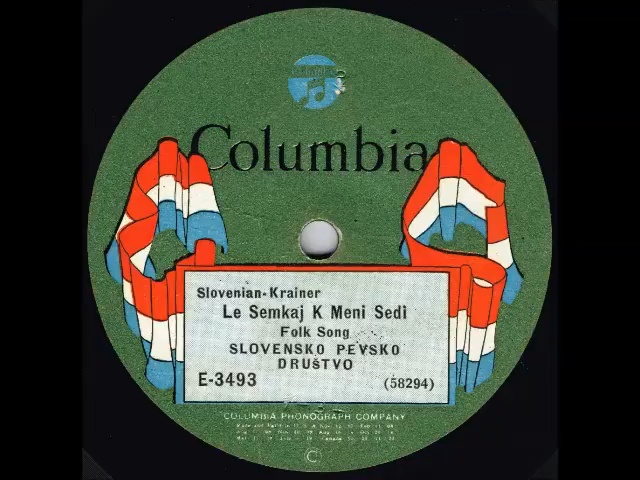 Columbia
Slovenian-Krainer
Le Semkaj K Meni Sedi
Folk Song
SLOVENSKO PEVSKO
DRUŠTVO
E-3493 (58294)
COLUMBIA PHONOGRAPH COMPANY
C